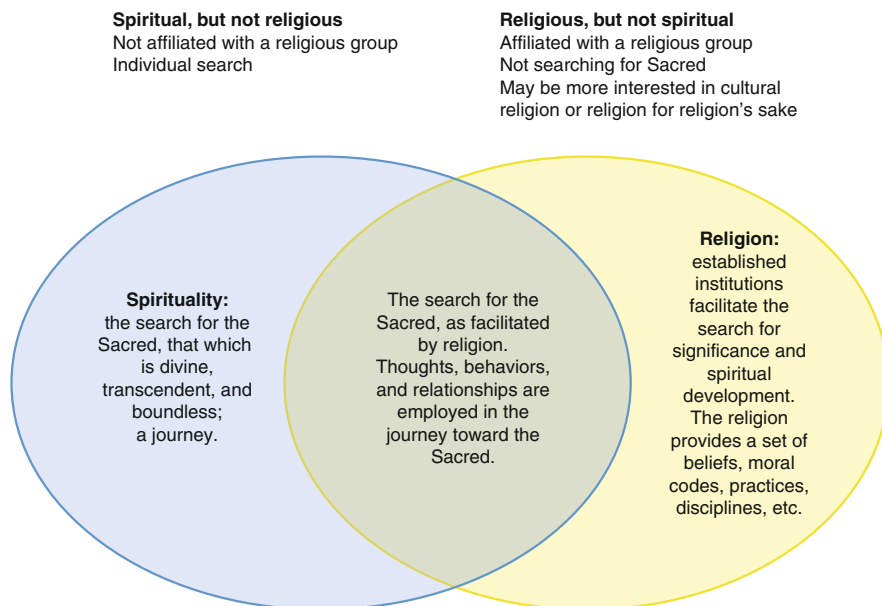 Spiritual, but not religious
Not affiliated with a religious group
Individual search
Religious, but not spiritual
Affiliated with a religious group
Not searching for Sacred
May be more interested in cultural
religion or religion for religion's sake
Spirituality:
the search for the
Sacred, that which
is divine,
transcendent, and
boundless;
a journey.
The search for the
Sacred, as facilitated
by religion.
Thoughts, behaviors,
and relationships are
employed in the
journey toward the
Sacred.
Religion:
established
institutions
facilitate the
search for
significance and
spiritual
development.
The religion
provides a set of
beliefs, moral
codes, practices,
disciplines, etc.